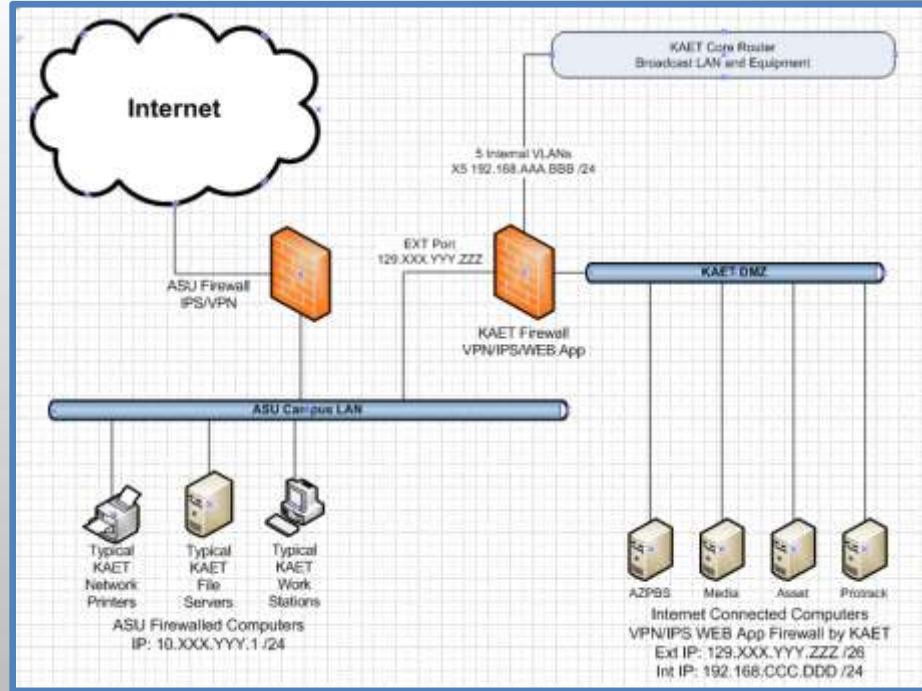 Internet
KAET Core Router
Broadcast LAN and Equipment
5 Internal VLANs
X5 192.168.AAA.BBB /24
EXT Port
129.XXX.YYY.ZZZ
ASU Firewall
IPS/VPN
KAET DMZ
KAET Firewall
VPN/IPS/WEB App
ASU Campus LAN
Typical
KAET
Network
Printers
Typical
KAET
File
Servers
Typical
KAET
Work
Stations
ASU Firewalled Computers
IP: 10.XXX.YYY.1 /24
AZPBS
Media
Asset
Protrack
Internet Connected Computers
VPN/IPS WEB App Firewall by KAET
Ext IP: 129.XXX.YYY.ZZZ /26
Int IP: 192.168.CCC.DDD /24